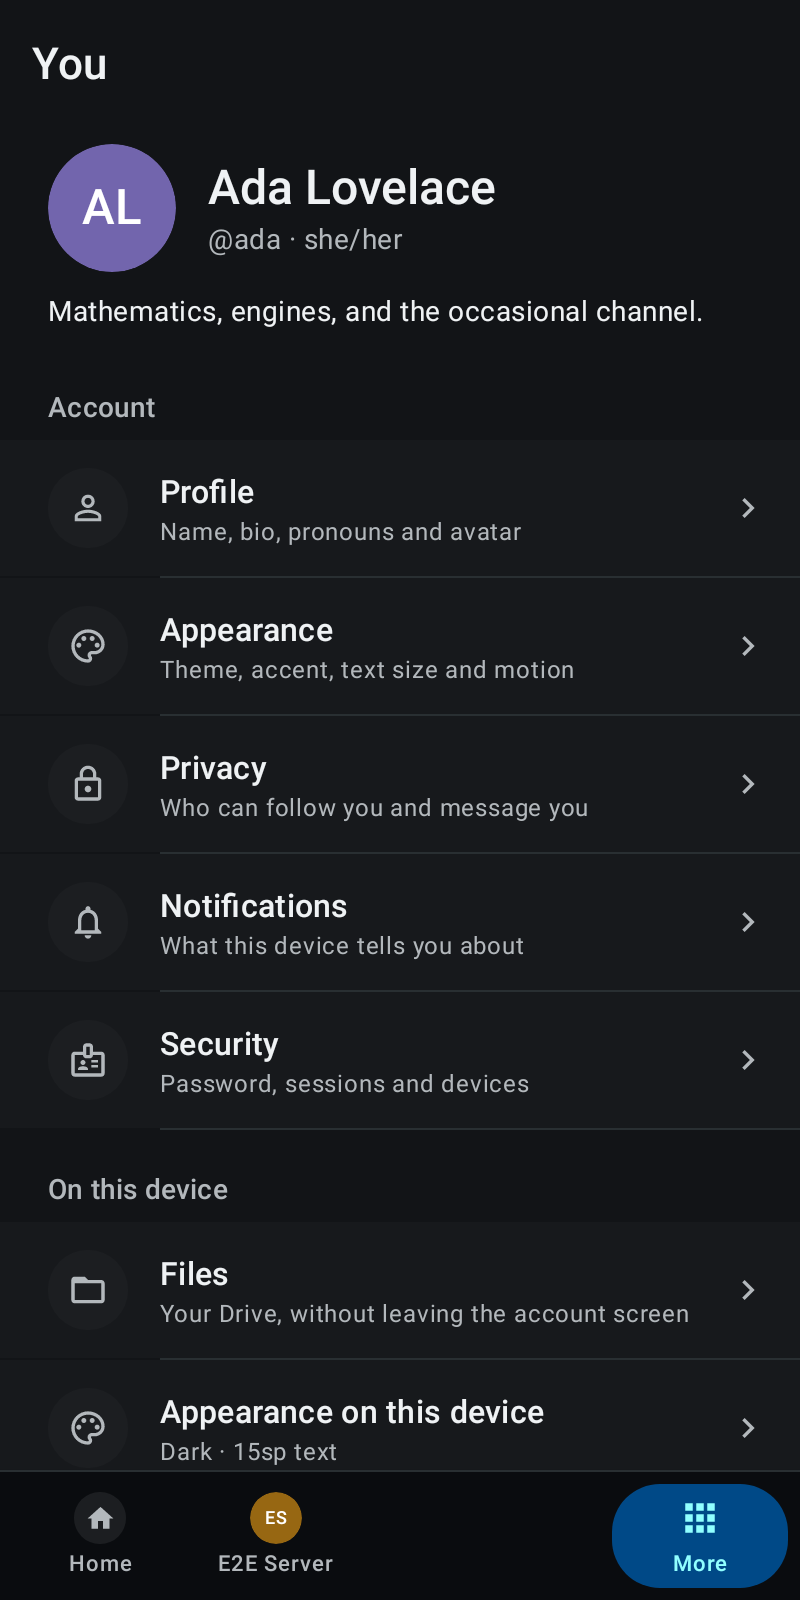 You
AL
Ada Lovelace
@ada · she/her
Mathematics, engines, and the occasional channel.
Account
Profile
Name, bio, pronouns and avatar
Appearance
Theme, accent, text size and motion
Privacy
Who can follow you and message you
Notifications
What this device tells you about
Security
Password, sessions and devices
On this device
Files
Your Drive, without leaving the account screen
Appearance on this device
Dark · 15sp text
ES
Home
E2E Server
More